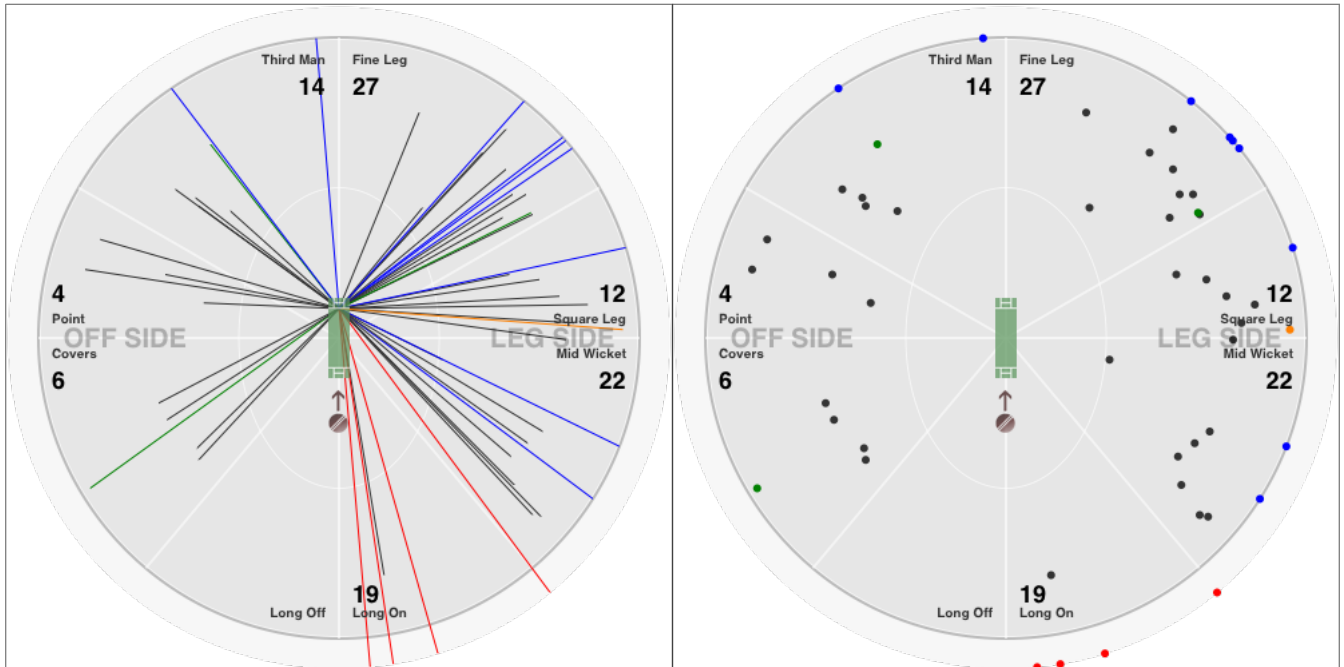 Third Man
14
Fine Leg
27
4
Point
OFF SIDE
Covers
6
12
Square Leg
LEG SIDE
Mid Wicket
22
19
Long Off
Long On
Third Man
14
Fine Leg
27
4
Point
OFF SIDE
Covers
6
12
Square Leg
LEG SIDE
Mid Wicket
22
19
Long Off
Long On